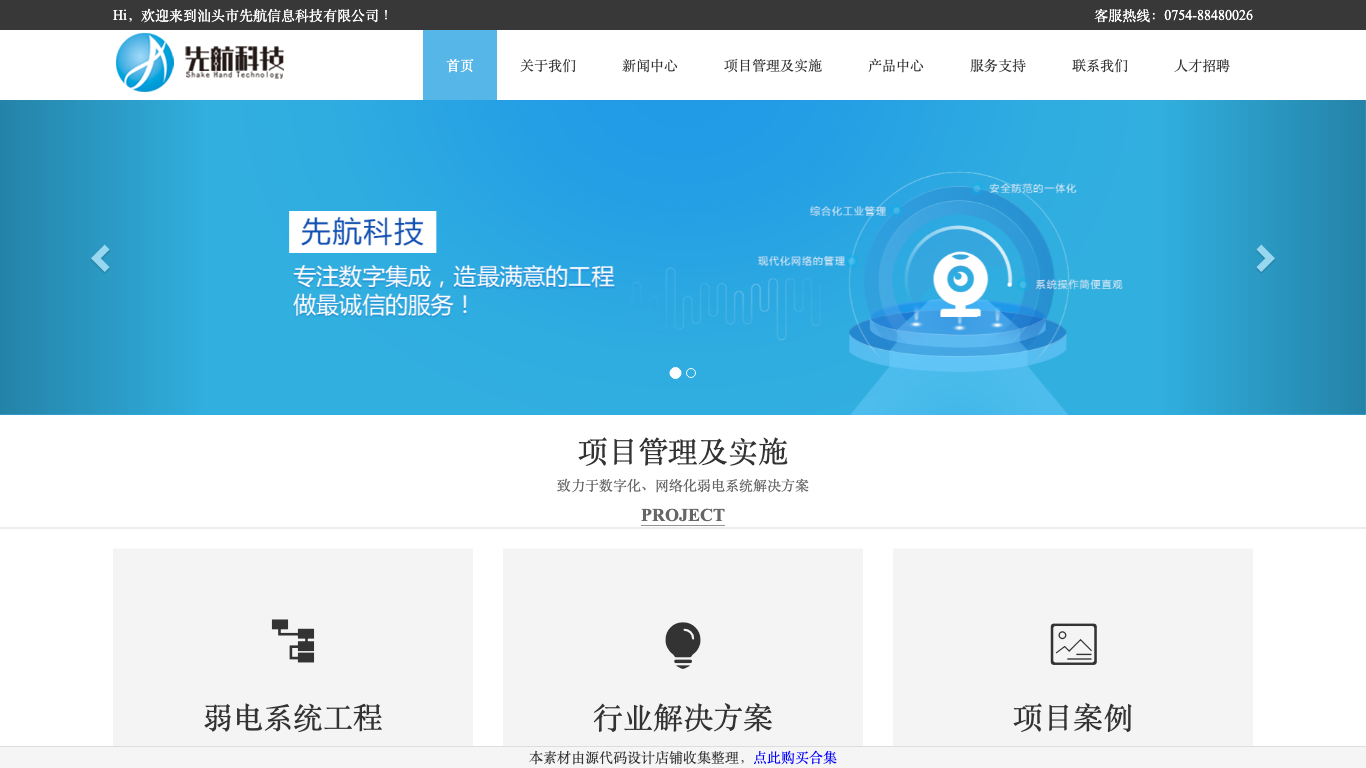 Hi，欢迎来到汕头市先航信息科技有限公司！
客服热线：0754-88480026
先航科技
Shake Hand Technology
首页
关于我们
新闻中心
项目管理及实施
产品中心
服务支持
联系我们
人才招聘
先航科技
专注数字集成，造最满意的工程
做最诚信的服务！
安全防范的一体化
综合化工业管理
现代化网络的管理
系统操作简便直观
项目管理及实施
致力于数字化、网络化弱电系统解决方案
PROJECT
弱电系统工程
行业解决方案
项目案例
本素材由源代码设计店铺收集整理，点此购买合集